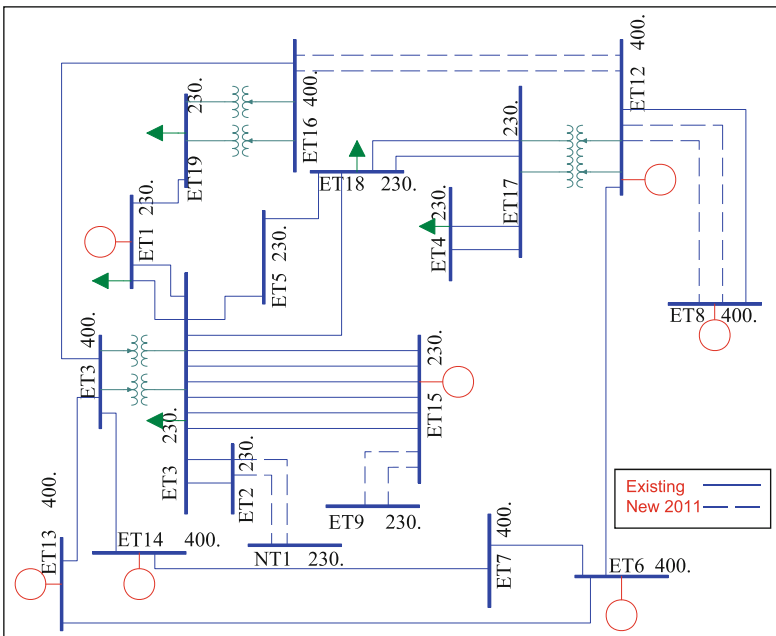 400.
ET12
230.
ET19
400.
ET16
230.
ET17
ET18 230.
230.
ET4
230.
ET1
230.
ET5
ET8 400.
400.
ET3
230.
ET3
230.
ET15
230.
ET2
ET9 230.
Existing
New 2011
400.
ET13
ET14 400.
NT1 230.
400.
ET7
ET6 400.